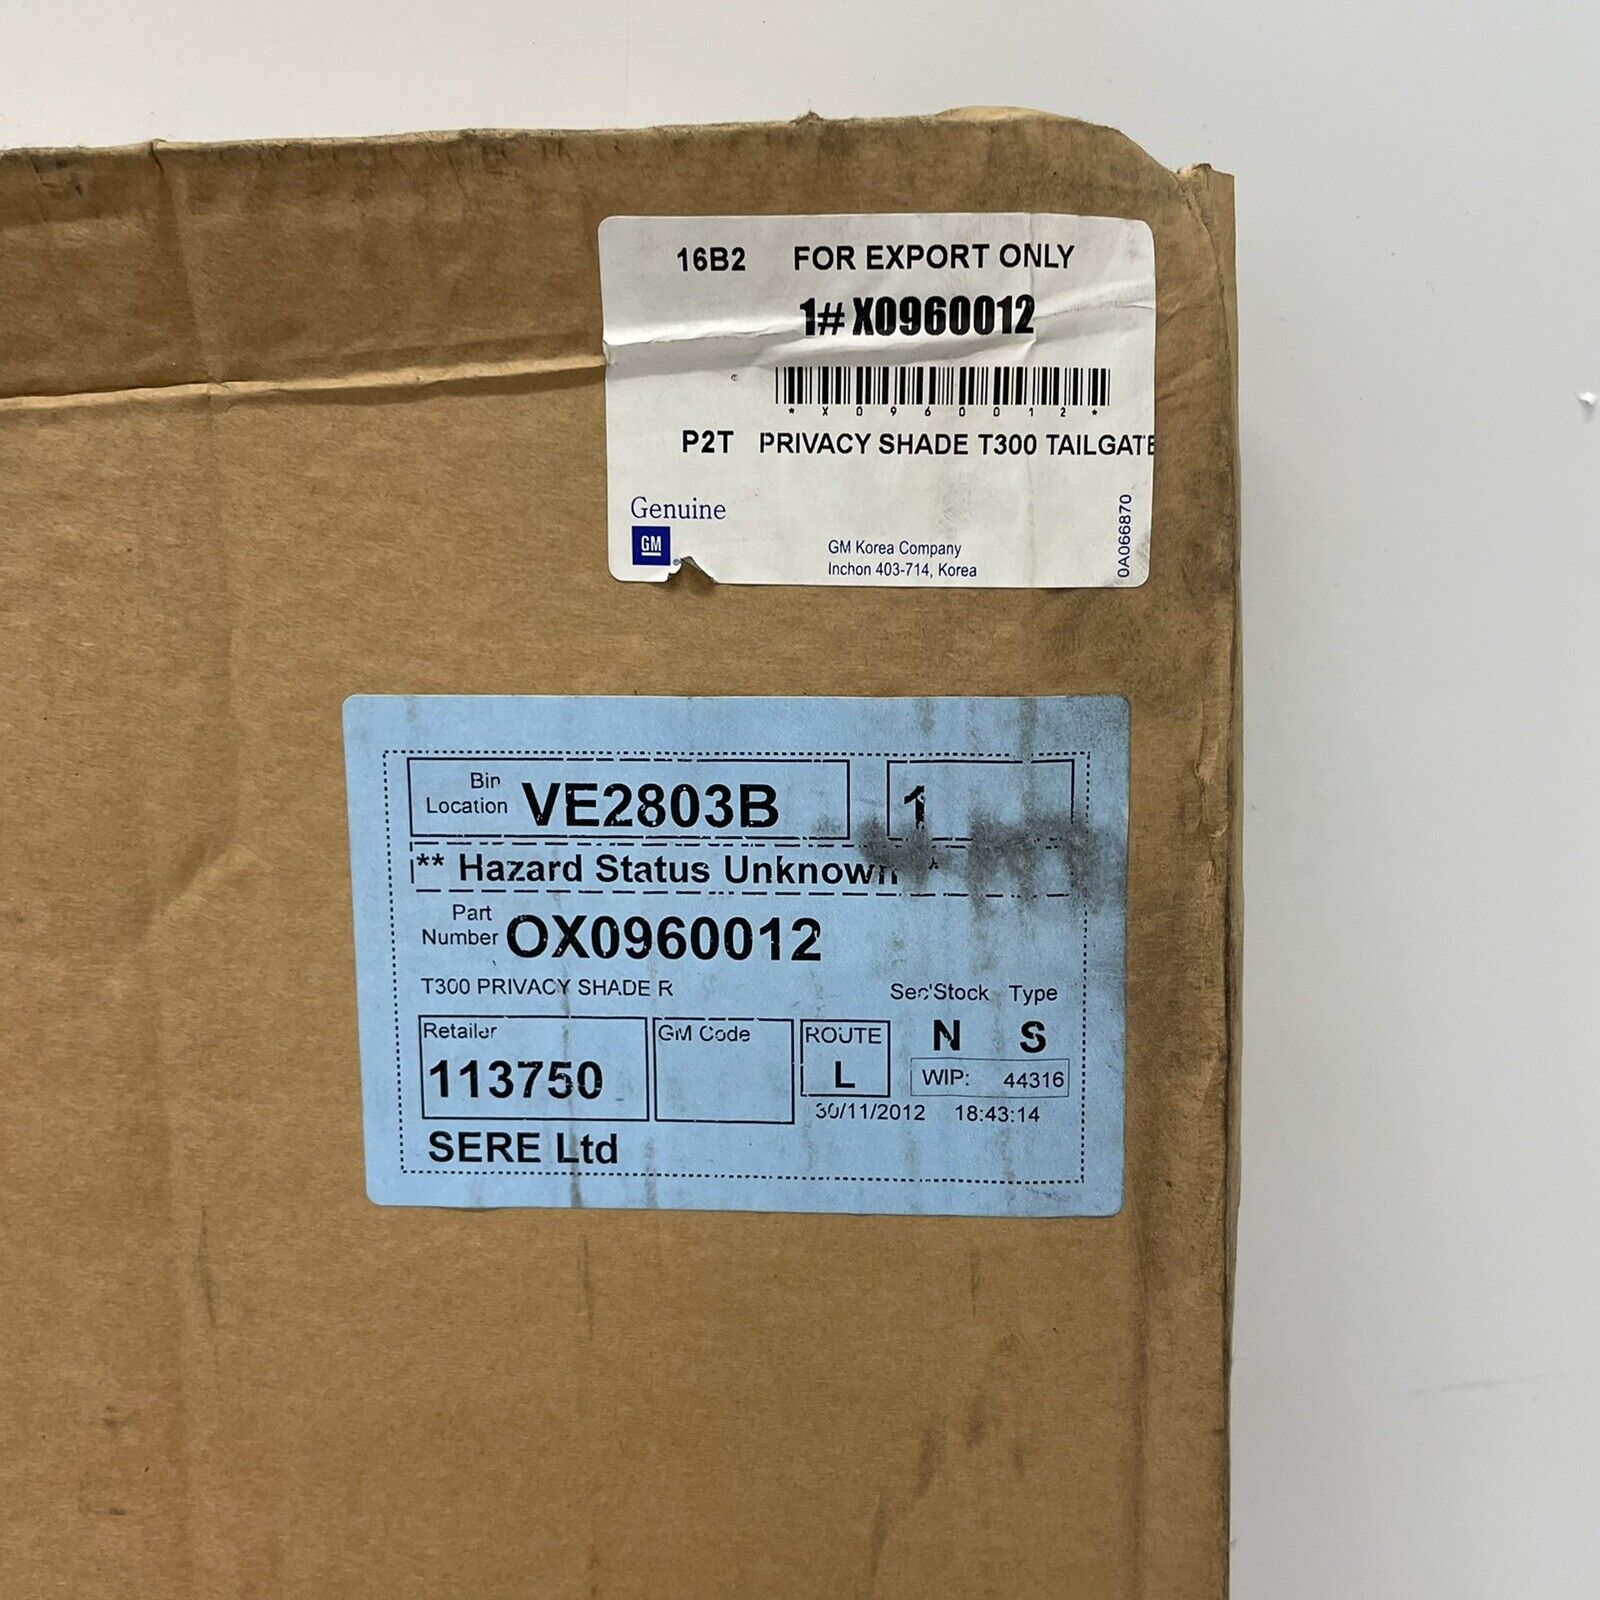 16B2 FOR EXPORT ONLY
1# X0960012
*X0960012*
P2T PRIVACY SHADE T300 TAILGATE
Genuine
GM
GM Korea Company
Inchon 403-714, Korea
0A066870
Bin Location VE2803B 1
** Hazard Status Unknown *
Part Number OX0960012
T300 PRIVACY SHADE R
Sec'Stock Type
N S
Retailer 113750
GM Code
ROUTE L
WIP: 44316
30/11/2012 18:43:14
SERE Ltd